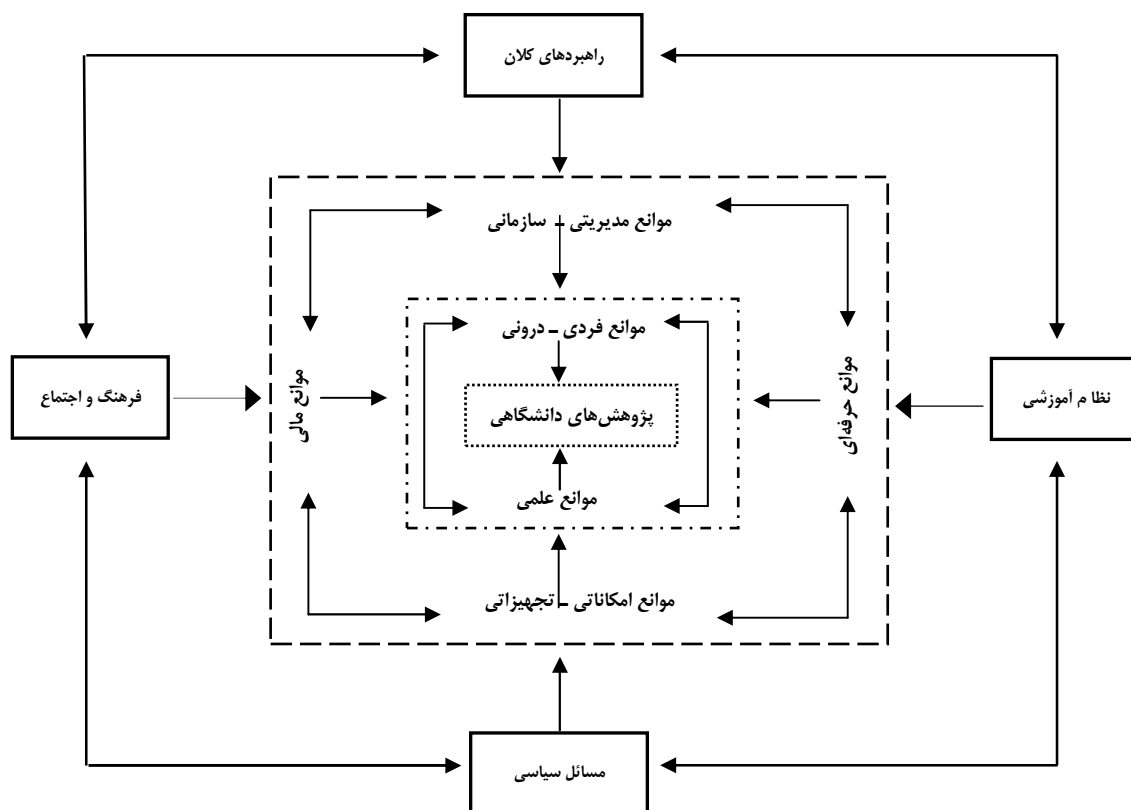 راهبردهای کلان
موانع مدیریتی - سازمانی
موانع فردی - درونی
نظا م آموزشی
موانع حرفه‌ای
پژوهش‌های دانشگاهی
موانع مالی
فرهنگ و اجتماع
موانع علمی
موانع امکاناتی - تجهیزاتی
مسائل سیاسی